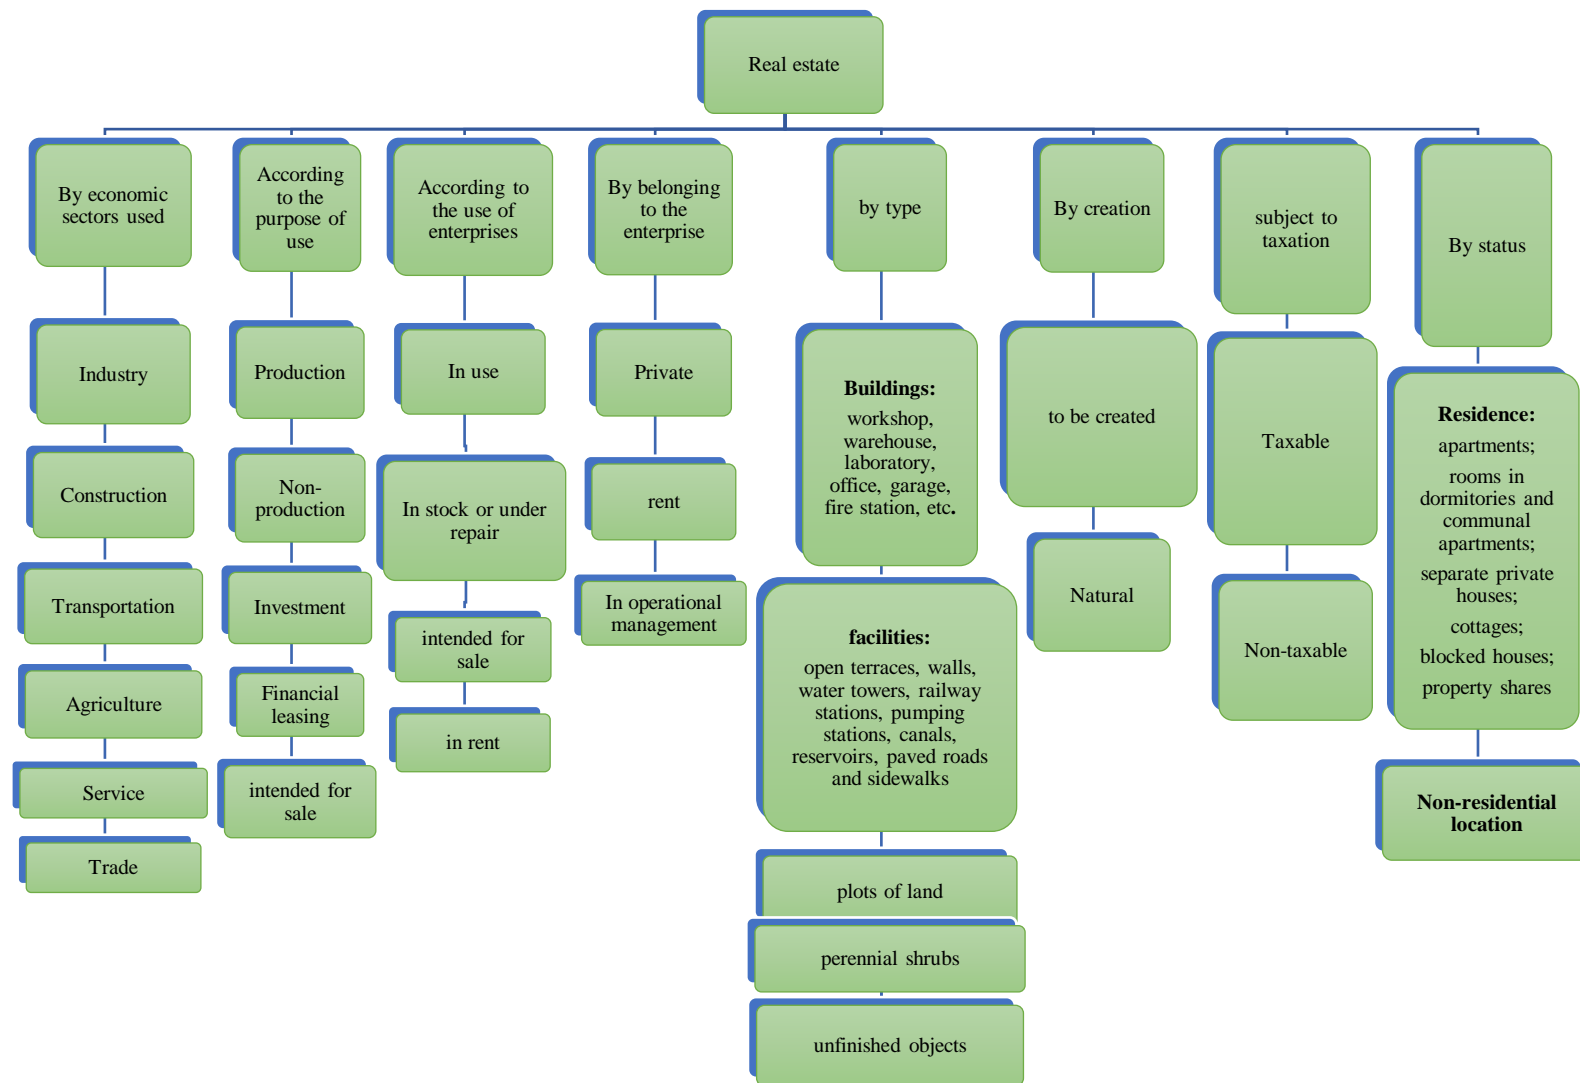 Real estate
By economic
sectors used
Industry
Construction
Transportation
Agriculture
Service
Trade
According
to the
purpose of
use
Production
Non-
production
Investment
Financial
leasing
intended for
sale
According to
the use of
enterprises
In use
In stock or under
repair
intended for
sale
in rent
By belonging
to the
enterprise
Private
rent
In operational
management
by type
Buildings:
workshop,
warehouse,
laboratory,
office, garage,
fire station, etc.
facilities:
open terraces, walls,
water towers, railway
stations, pumping
stations, canals,
reservoirs, paved roads
and sidewalks
plots of land
perennial shrubs
unfinished objects
By creation
to be created
Natural
subject to
taxation
Taxable
Non-taxable
By status
Residence:
apartments;
rooms in
dormitories and
communal
apartments;
separate private
houses;
cottages;
blocked houses;
property shares
Non-residential
location